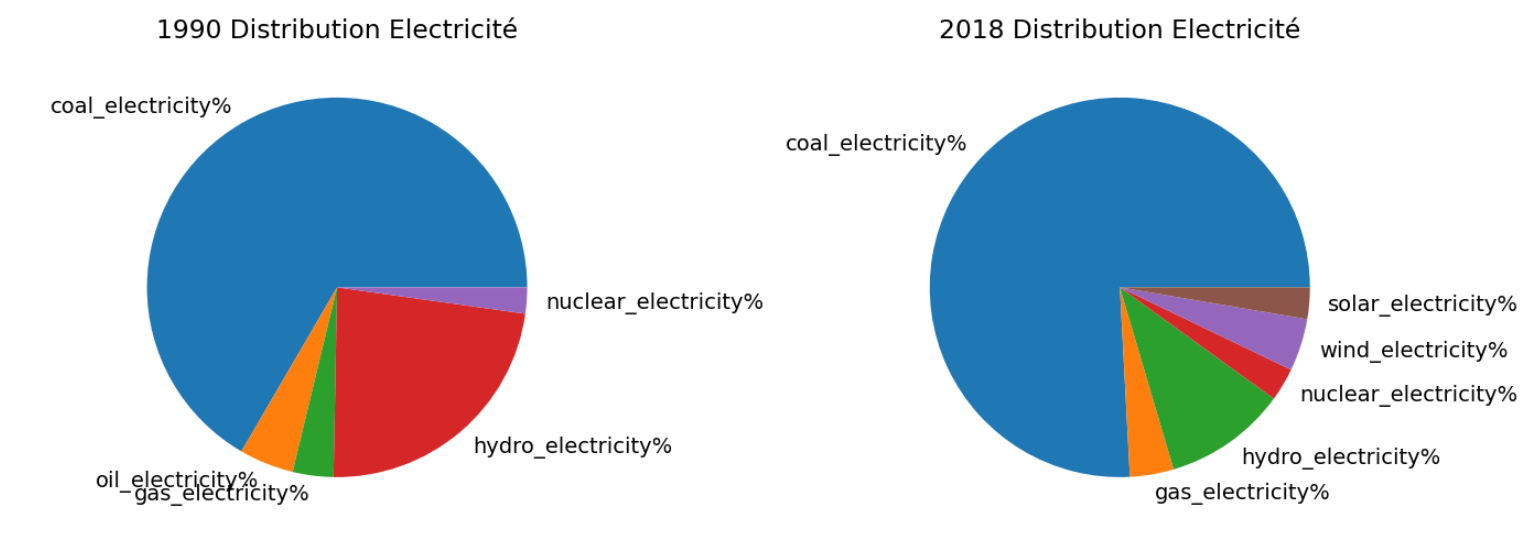 1990 Distribution Electricité
coal_electricity%
nuclear_electricity%
hydro_electricity%
oil_electricity%
gas_electricity%
2018 Distribution Electricité
coal_electricity%
solar_electricity%
wind_electricity%
nuclear_electricity%
hydro_electricity%
gas_electricity%